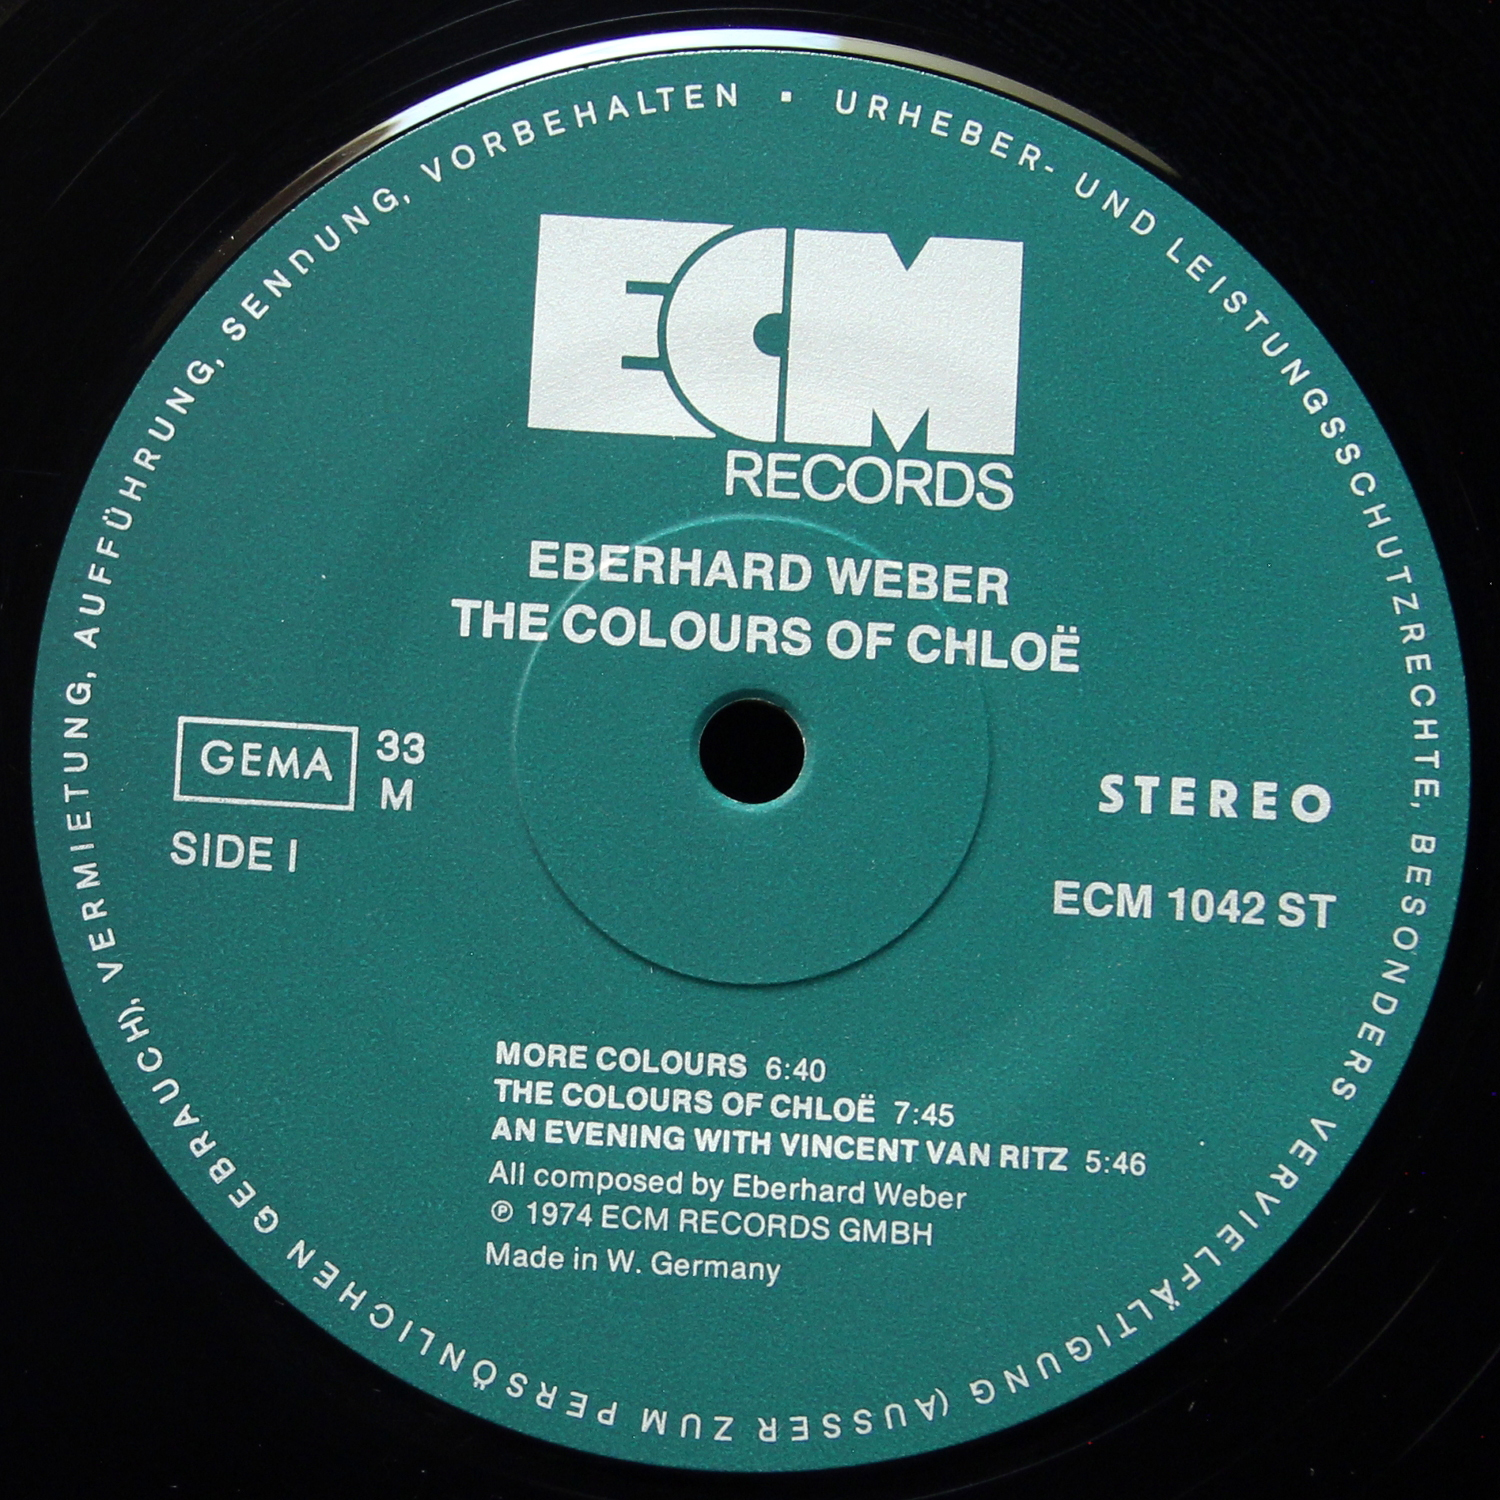 URHEBER- UND LEISTUNGSSCHUTZRECHTE, BESONDERS VERVIELFÄLTIGUNG (AUSSER ZUM PERSÖNLICHEN GEBRAUCH), VERMIETUNG, AUFFÜHRUNG, SENDUNG, VORBEHALTEN ▪
ECM
RECORDS
EBERHARD WEBER
THE COLOURS OF CHLOË
GEMA 33
M
SIDE I
STEREO
ECM 1042 ST
MORE COLOURS 6:40
THE COLOURS OF CHLOË 7:45
AN EVENING WITH VINCENT VAN RITZ 5:46
All composed by Eberhard Weber
℗ 1974 ECM RECORDS GMBH
Made in W. Germany